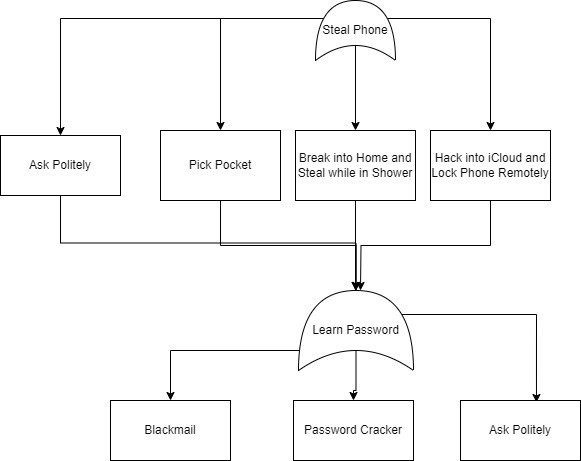 Steal Phone
Ask Politely
Pick Pocket
Break into Home and
Steal while in Shower
Hack into iCloud and
Lock Phone Remotely
Learn Password
Blackmail
Password Cracker
Ask Politely